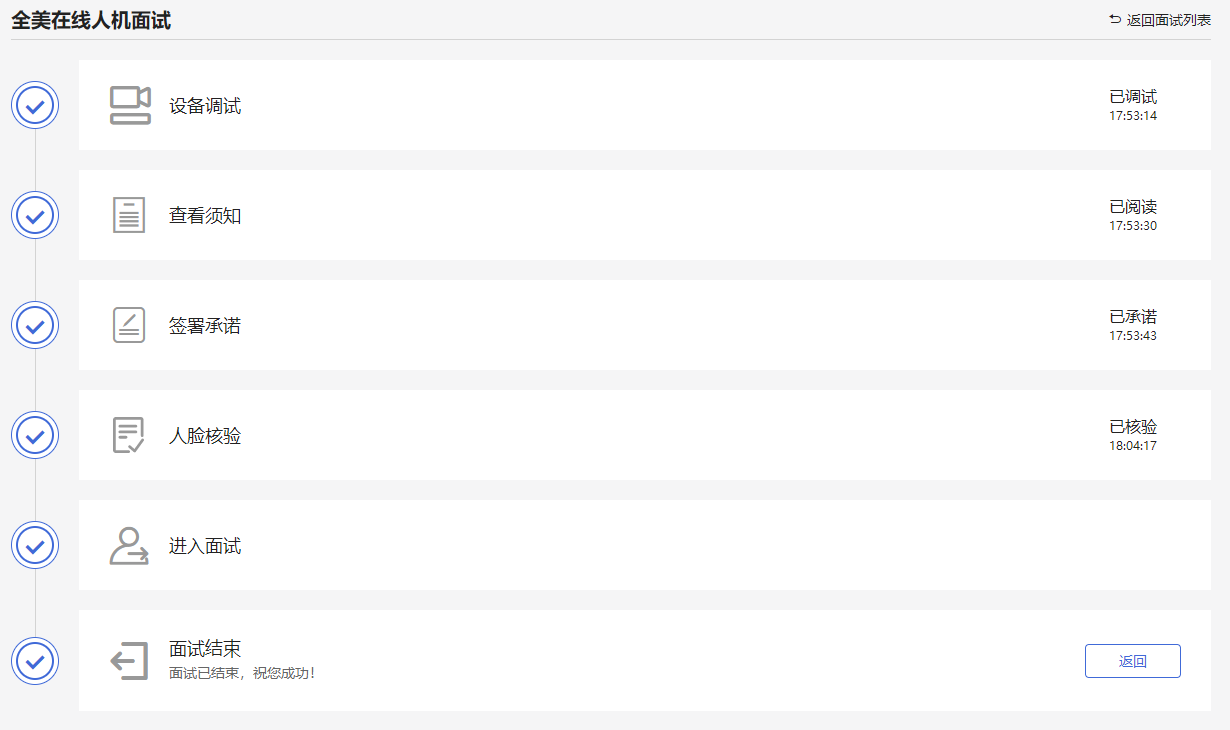 全美在线人机面试
返回面试列表
设备调试
已调试
17:53:14
查看须知
已阅读
17:53:30
签署承诺
已承诺
17:53:43
人脸核验
已核验
18:04:17
进入面试
面试结束
面试已结束，祝您成功！
返回